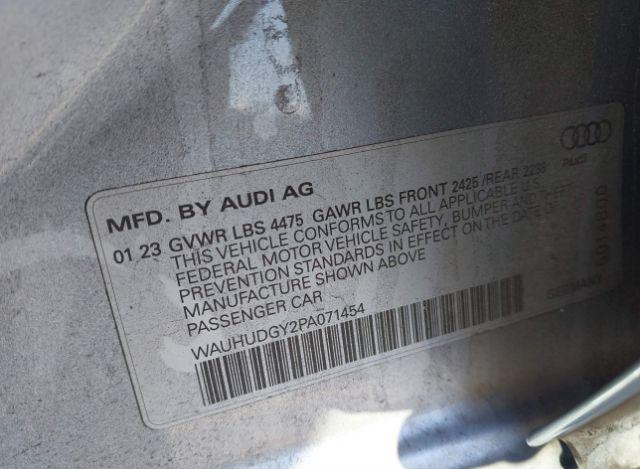 MFD. BY AUDI AG
Audi
01 23 GVWR LBS 4475 GAWR LBS FRONT 2425 /REAR
THIS VEHICLE CONFORMS TO ALL APPLICABLE U.S.
FEDERAL MOTOR VEHICLE SAFETY, BUMPER AND THEFT
PREVENTION STANDARDS IN EFFECT ON THE DATE OF
MANUFACTURE SHOWN ABOVE
PASSENGER CAR
WAUHUDGY2PA071454
GERMANY